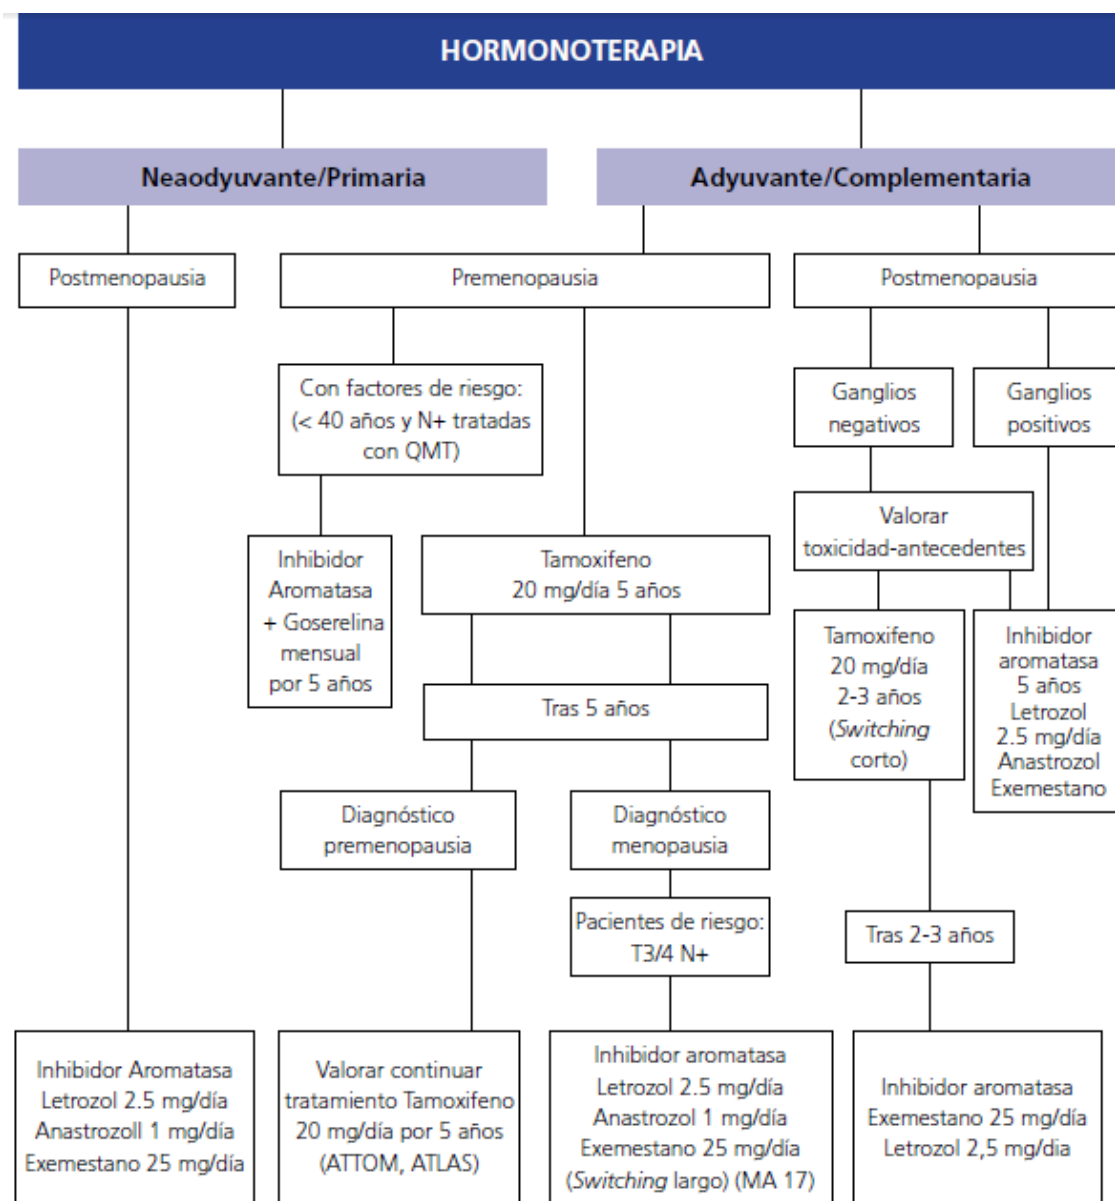 HORMONOTERAPIA
Neaodyuvante/Primaria
Adyuvante/Complementaria
Postmenopausia
Premenopausia
Postmenopausia
Con factores de riesgo:
(< 40 años y N+ tratadas
con QMT)
Ganglios
negativos
Ganglios
positivos
Valorar
toxicidad-antecedentes
Inhibidor
Aromatasa
+ Goserelina
mensual
por 5 años
Tamoxifeno
20 mg/día 5 años
Tamoxifeno
20 mg/día
2-3 años
(Switching
corto)
Inhibidor
aromatasa
5 años
Letrozol
2.5 mg/día
Anastrozol
Exemestano
Tras 5 años
Diagnóstico
premenopausia
Diagnóstico
menopausia
Pacientes de riesgo:
T3/4 N+
Tras 2-3 años
Inhibidor Aromatasa
Letrozol 2.5 mg/día
Anastrozoll 1 mg/día
Exemestano 25 mg/día
Valorar continuar
tratamiento Tamoxifeno
20 mg/día por 5 años
(ATTOM, ATLAS)
Inhibidor aromatasa
Letrozol 2.5 mg/día
Anastrozol 1 mg/día
Exemestano 25 mg/día
(Switching largo) (MA 17)
Inhibidor aromatasa
Exemestano 25 mg/día
Letrozol 2,5 mg/dia